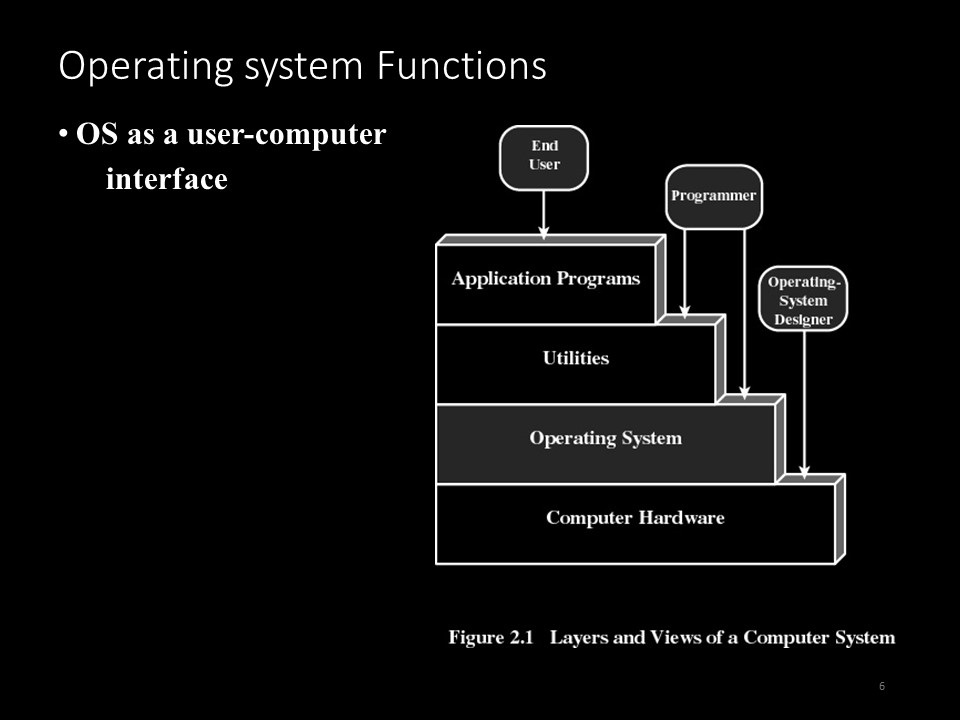 Operating system Functions
• OS as a user-computer
interface
End
User
Programmer
Operating-
System
Designer
Application Programs
Utilities
Operating System
Computer Hardware
Figure 2.1 Layers and Views of a Computer System
6